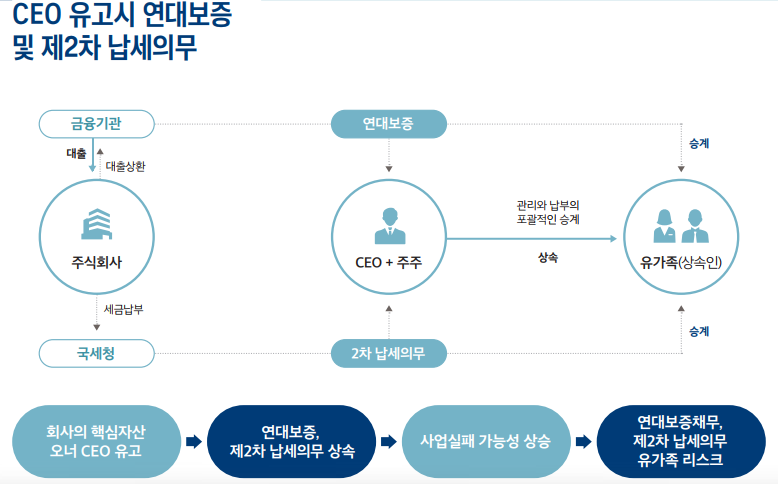 CEO 유고시 연대보증
및 제2차 납세의무
금융기관
연대보증
대출
대출상환
승계
관리와 납부의
포괄적인 승계
상속
주식회사
CEO + 주주
유가족(상속인)
세금납부
승계
국세청
2차 납세의무
회사의 핵심자산
오너 CEO 유고
연대보증,
제2차 납세의무 상속
사업실패 가능성 상승
연대보증채무,
제2차 납세의무
유가족 리스크